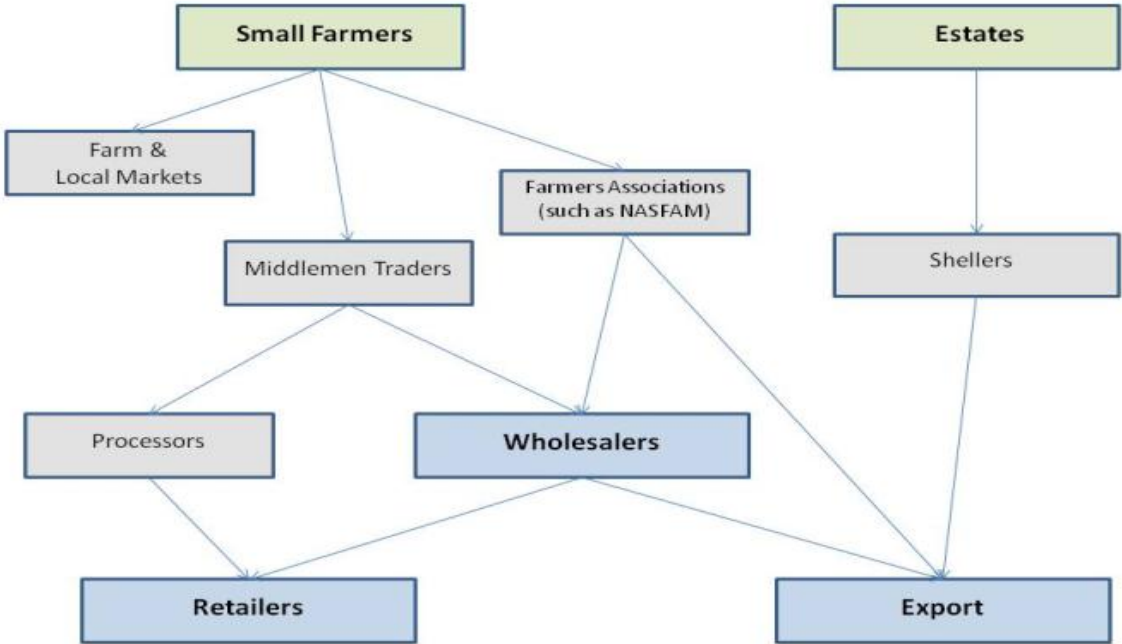 Small Farmers
Estates
Farm &
Local Markets
Farmers Associations
(such as NASFAM)
Middlemen Traders
Shellers
Processors
Wholesalers
Retailers
Export